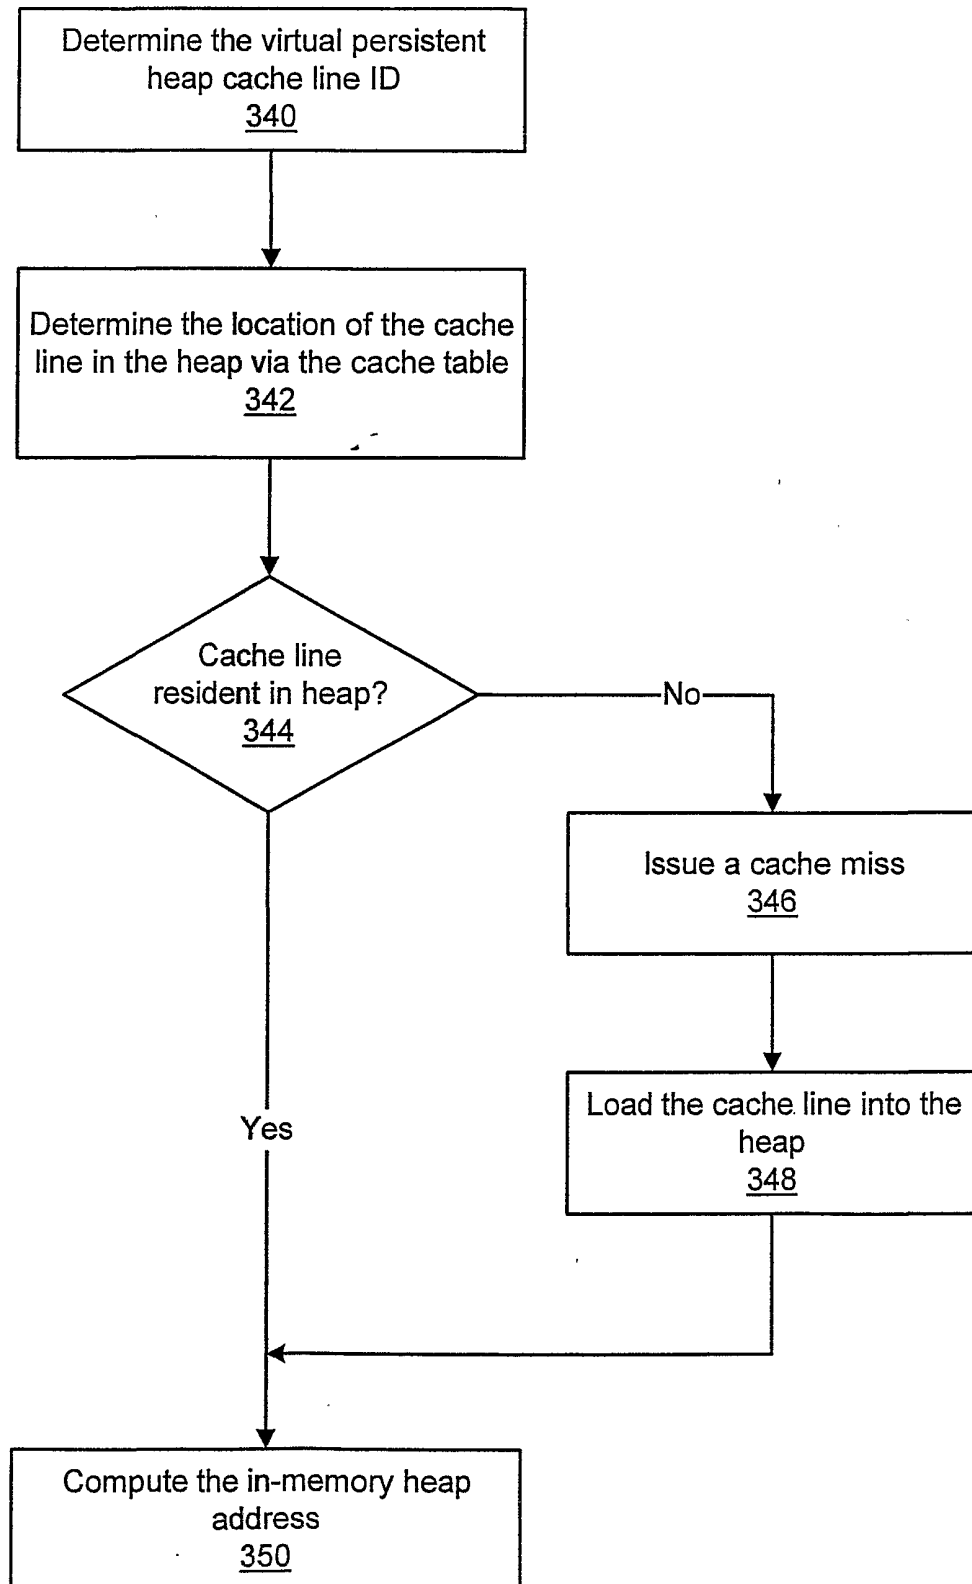 Determine the virtual persistent
heap cache line ID
340
Determine the location of the cache
line in the heap via the cache table
342
Cache line
resident in heap?
344
No
Issue a cache miss
346
Load the cache line into the
heap
348
Yes
Compute the in-memory heap
address
350